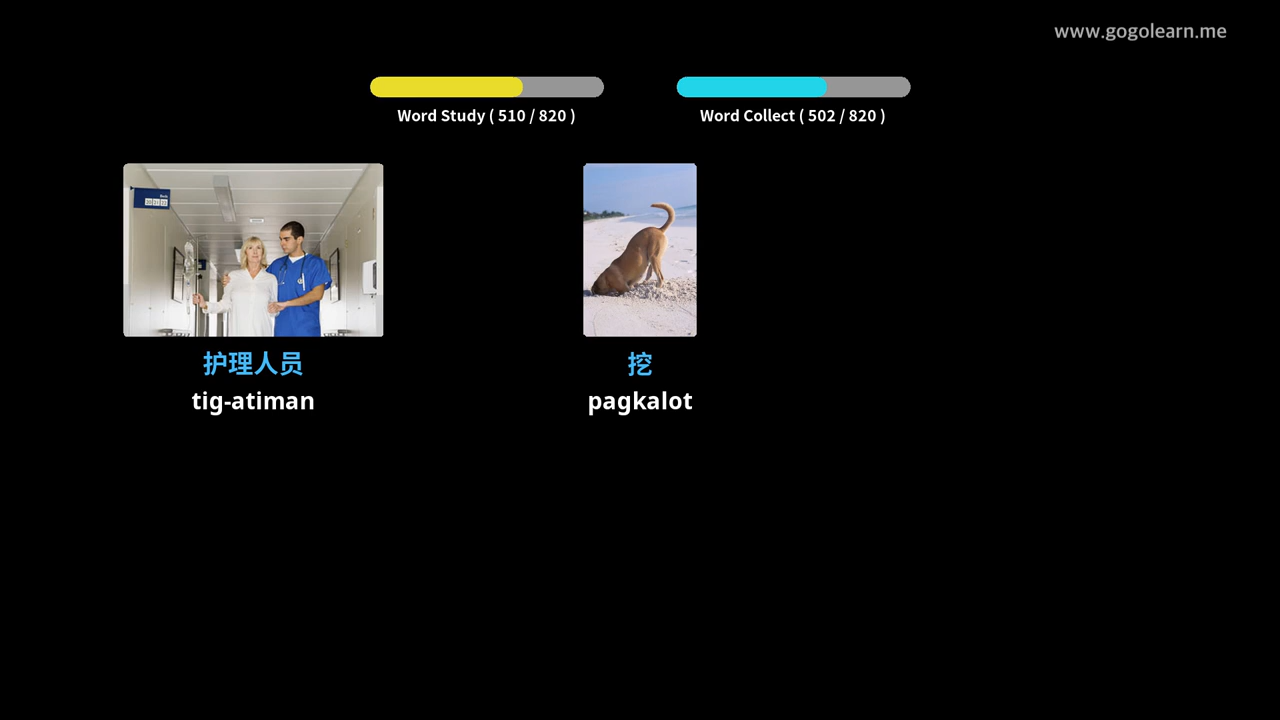 www.gogolearn.me
Word Study ( 510 / 820 )
Word Collect ( 502 / 820 )
护理人员
tig-atiman
挖
pagkalot